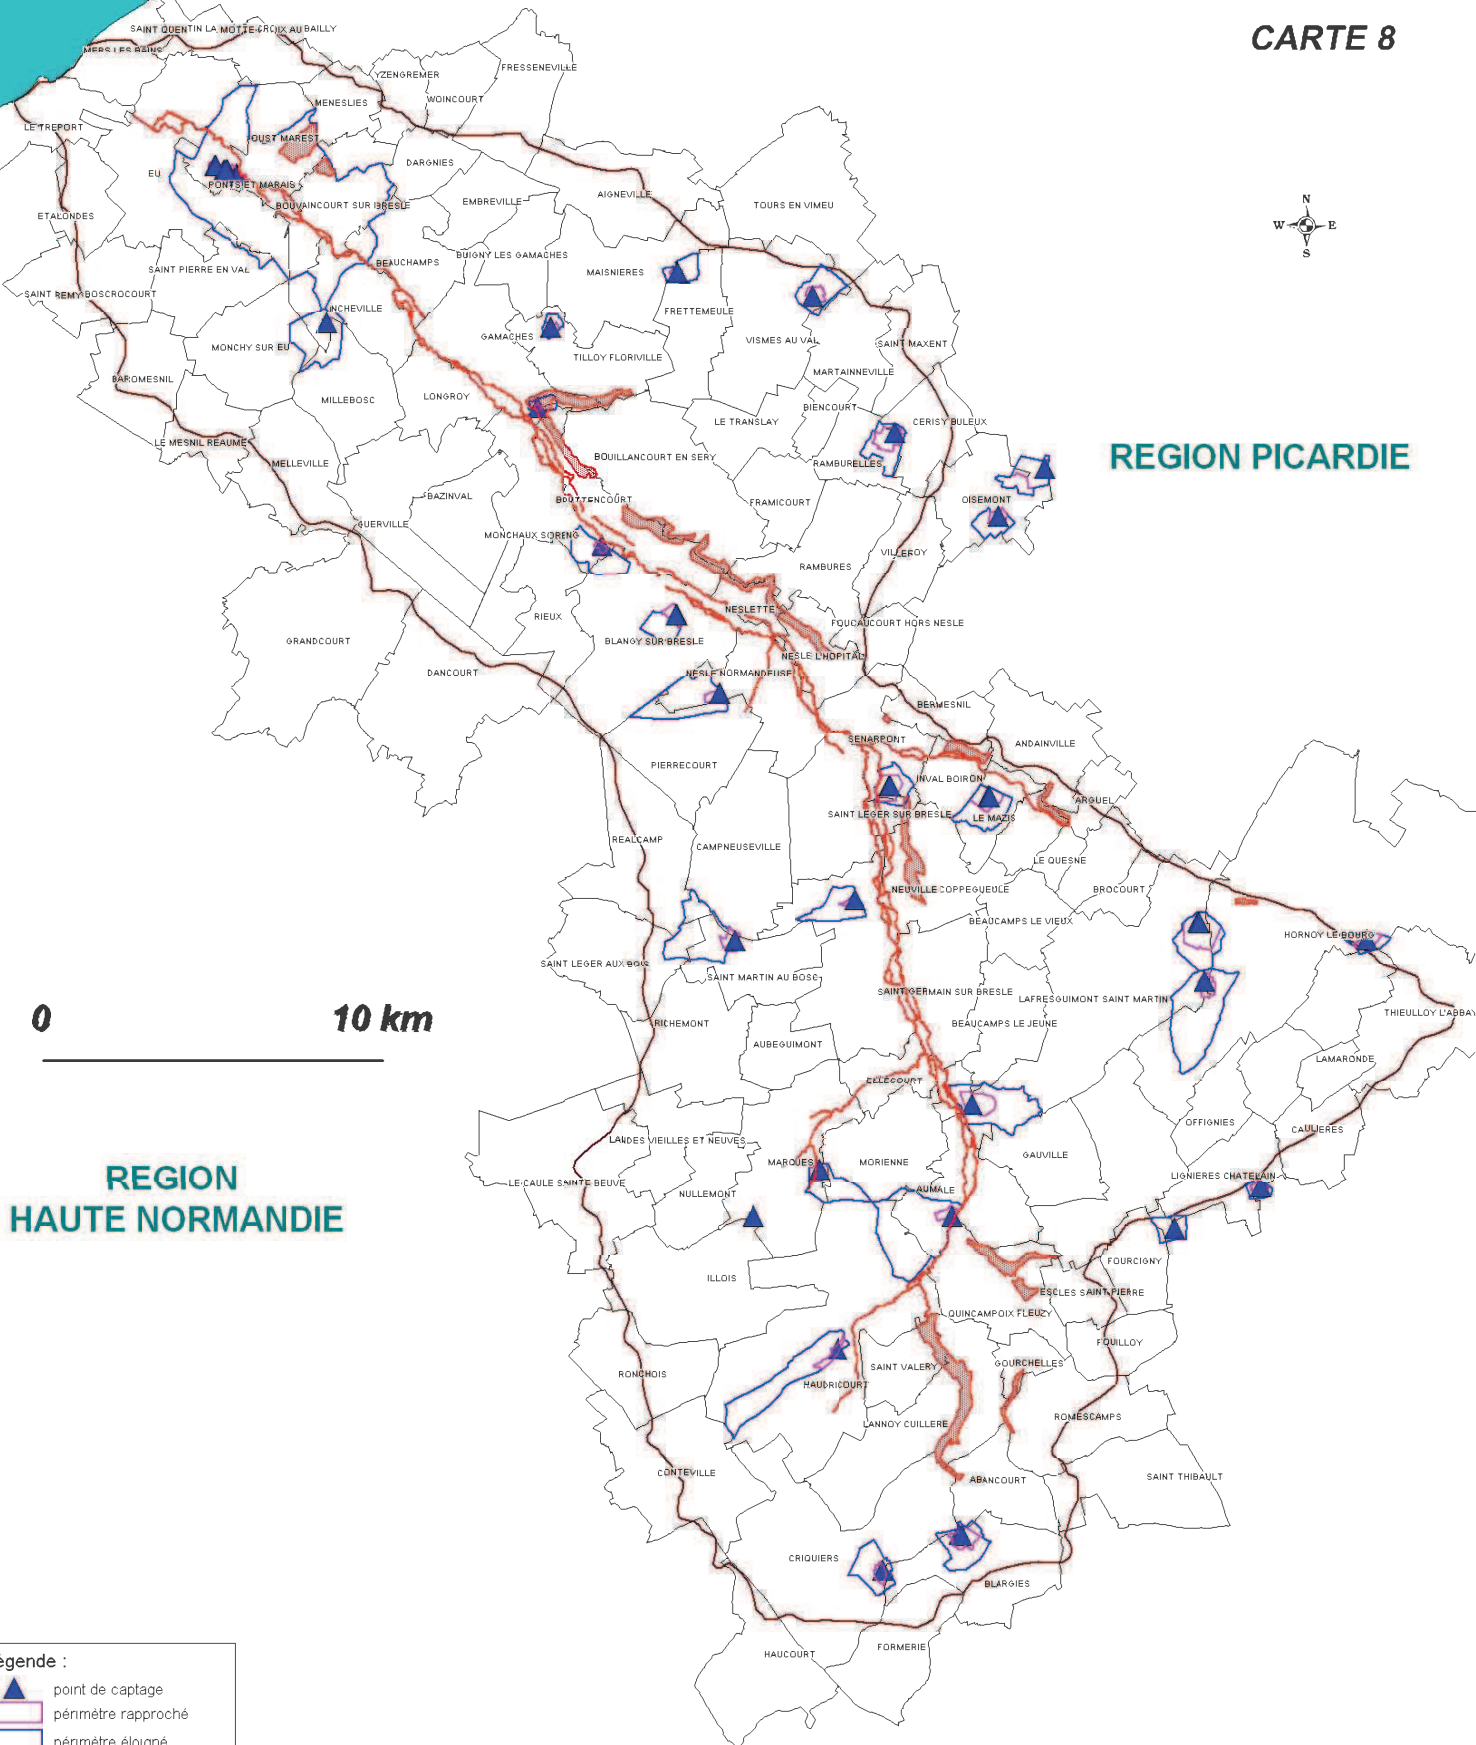 CARTE 8
SAINT QUENTIN LA MOTTE CROIX AU BAILLY
MERS LES BAINS
FRESSENEVILLE
YZENGREMER
WOINCOURT
MENESLIES
LE TREPORT
OUST MAREST
DARGNIES
EU
PONTS ET MARAIS
AIGNEVILLE
EMBREVILLE
BOUVAINCOURT SUR BRESLE
TOURS EN VIMEU
ETALONDES
N
W E
S
BUIGNY LES GAMACHES
BEAUCHAMPS
SAINT PIERRE EN VAL
MAISNIERES
SAINT REMY BOSCROCOURT
INCHEVILLE
FRETTEMEULE
GAMACHES
VISMES AU VAL
SAINT MAXENT
MONCHY SUR EU
TILLOY FLORIVILLE
MARTAINNEVILLE
BAROMESNIL
MILLEBOSC
LONGROY
BIENCOURT
LE TRANSLAY
CERISY BULEUX
LE MESNIL REAUME
MELLEVILLE
BOUILLANCOURT EN SERY
RAMBURELLES
REGION PICARDIE
BAZINVAL
BOUTTENCOURT
FRAMICOURT
OISEMONT
GUERVILLE
MONCHAUX SORENG
VILLEROY
RAMBURES
NESLETTE
RIEUX
FOUCAUCOURT HORS NESLE
GRANDCOURT
BLANGY SUR BRESLE
NESLE L'HOPITAL
DANCOURT
NESLE NORMANDEUSE
BERMESNIL
SENARPONT
ANDAINVILLE
PIERRECOURT
INVAL BOIRON
ARGUEL
SAINT LEGER SUR BRESLE
LE MAZIS
REALCAMP
CAMPNEUSEVILLE
LE QUESNE
NEUVILLE COPPEGUEULE
BROCOURT
BEAUCAMPS LE VIEUX
HORNOY LE BOURG
SAINT LEGER AUX BOIS
SAINT MARTIN AU BOSC
SAINT GERMAIN SUR BRESLE
LAFRESGUIMONT SAINT MARTIN
0 10 km
RICHEMONT
BEAUCAMPS LE JEUNE
THIEULLOY L'ABBAY
AUBEGUIMONT
LAMARONDE
ELLECOURT
OFFIGNIES
CAULIERES
LANDES VIEILLES ET NEUVES
GAUVILLE
MARQUES
MORIENNE
REGION
HAUTE NORMANDIE
LIGNIERES CHATELAIN
LE CAULE SAINTE BEUVE
NULLEMONT
AUMALE
FOURCIGNY
ILLOIS
ESCLES SAINT PIERRE
QUINCAMPOIX FLEUZY
FOUILLOY
SAINT VALERY
GOURCHELLES
RONCHOIS
HAUDRICOURT
ROMESCAMPS
LANNOY CUILLERE
CONTEVILLE
ABANCOURT
SAINT THIBAULT
CRIQUIERS
BLARGIES
HAUCOURT
FORMERIE
égende :
point de captage
périmètre rapproché
périmètre éloigné